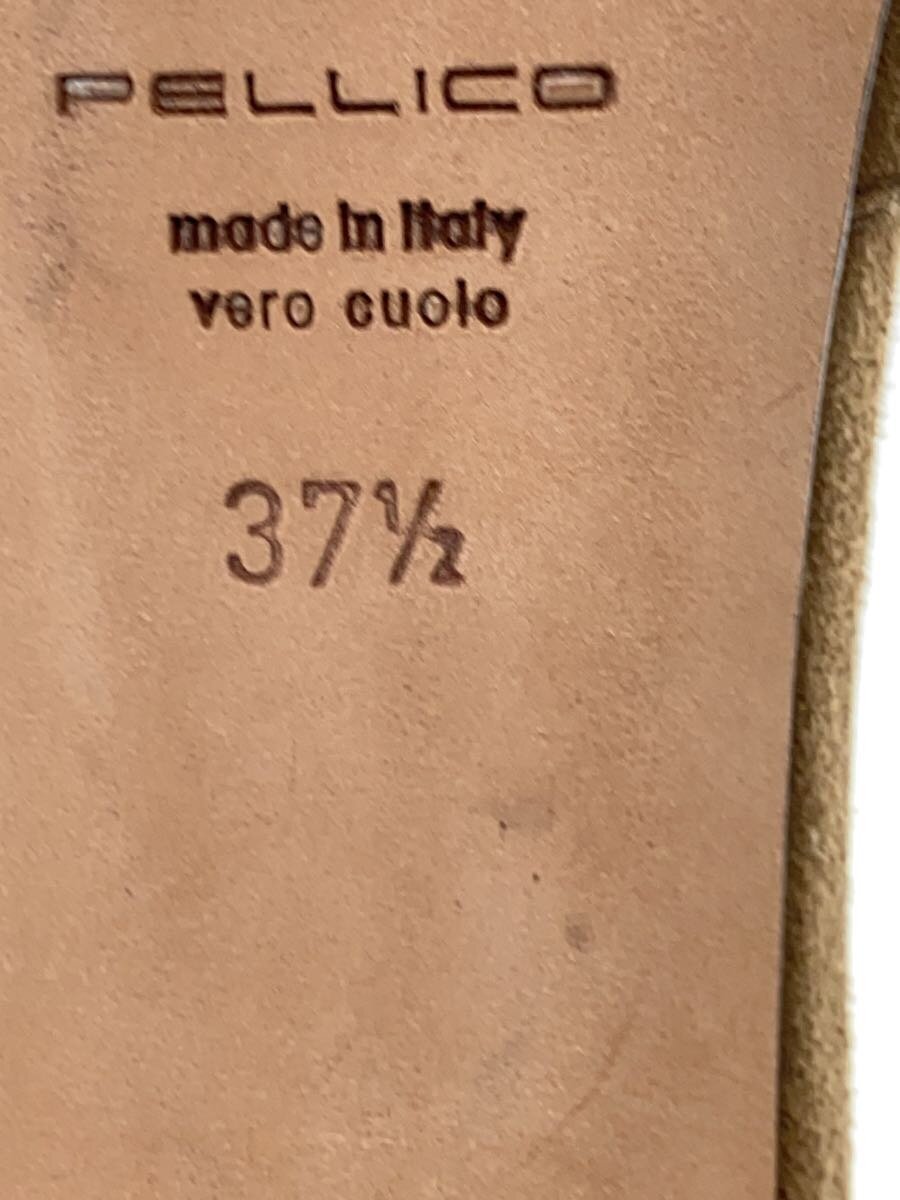 PELLICO
made in Italy
vero cuoio
37½